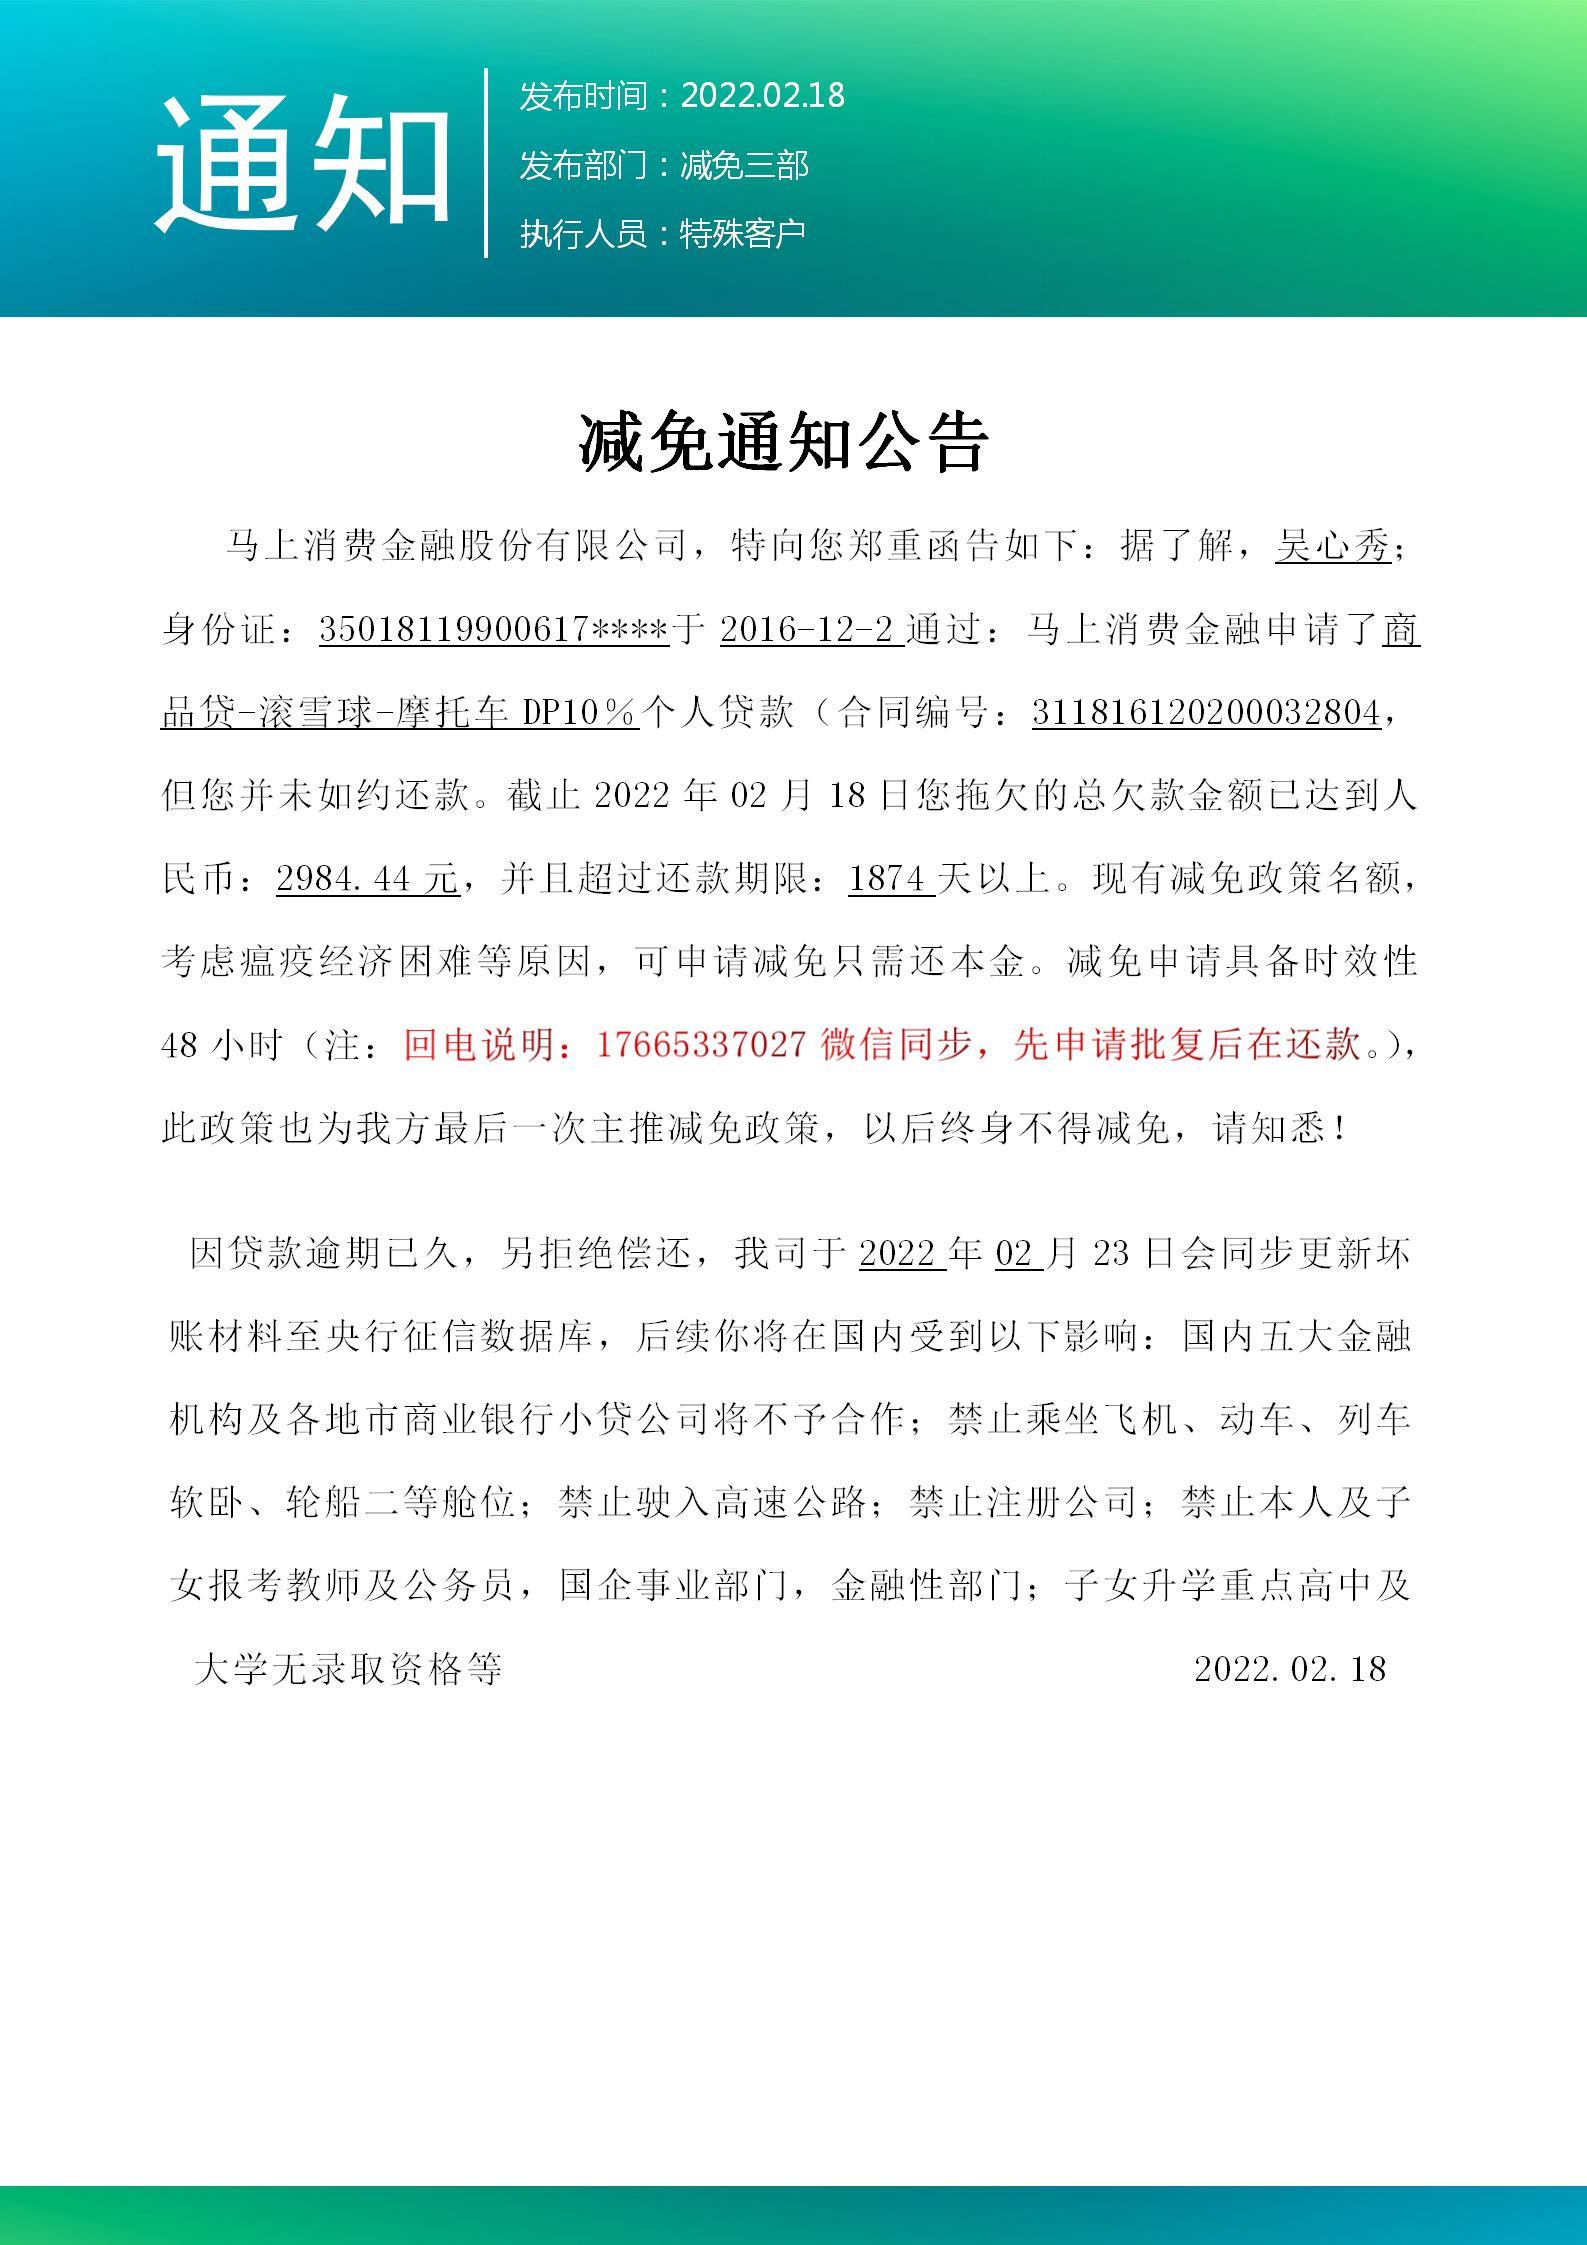 通知
发布时间：2022.02.18
发布部门：减免三部
执行人员：特殊客户
减免通知公告
马上消费金融股份有限公司，特向您郑重函告如下：据了解，吴心秀；
身份证：35018119900617****于 2016-12-2 通过：马上消费金融申请了商
品贷-滚雪球-摩托车 DP10%个人贷款（合同编号：311816120200032804，
但您并未如约还款。截止 2022 年 02 月 18 日您拖欠的总欠款金额已达到人
民币：2984.44 元，并且超过还款期限：1874 天以上。现有减免政策名额，
考虑瘟疫经济困难等原因，可申请减免只需还本金。减免申请具备时效性
48 小时（注：回电说明：17665337027 微信同步，先申请批复后在还款。），
此政策也为我方最后一次主推减免政策，以后终身不得减免，请知悉！
因贷款逾期已久，另拒绝偿还，我司于 2022 年 02 月 23 日会同步更新坏
账材料至央行征信数据库，后续你将在国内受到以下影响：国内五大金融
机构及各地市商业银行小贷公司将不予合作；禁止乘坐飞机、动车、列车
软卧、轮船二等舱位；禁止驶入高速公路；禁止注册公司；禁止本人及子
女报考教师及公务员，国企事业部门，金融性部门；子女升学重点高中及
大学无录取资格等 2022.02.18